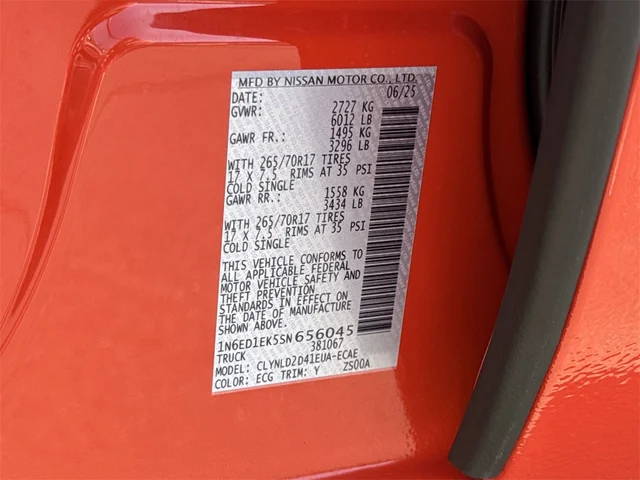 MFD BY NISSAN MOTOR CO., LTD.
DATE: 06/25
GVWR: 2727 KG
6012 LB
GAWR FR.: 1495 KG
3296 LB
WITH 265/70R17 TIRES
17 X 7.5 RIMS AT 35 PSI
COLD SINGLE
GAWR RR.: 1558 KG
3434 LB
WITH 265/70R17 TIRES
17 X 7.5 RIMS AT 35 PSI
COLD SINGLE
THIS VEHICLE CONFORMS TO
ALL APPLICABLE FEDERAL
MOTOR VEHICLE SAFETY AND
THEFT PREVENTION
STANDARDS IN EFFECT ON
THE DATE OF MANUFACTURE
SHOWN ABOVE.
1N6ED1EK5SN656045
TRUCK 381067
MODEL: CLYNLD2D41EUA-ECAE
COLOR: ECG TRIM: Y ZS00A